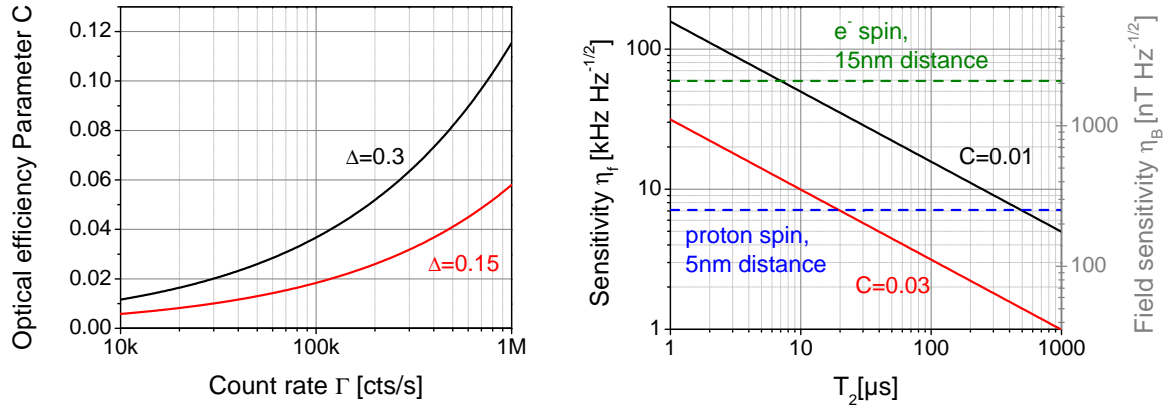 Optical efficiency Parameter C
0.12
0.10
0.08
0.06
0.04
0.02
0.00
Δ=0.3
Δ=0.15
10k 100k 1M
Count rate Γ [cts/s]
Sensitivity η_f [kHz Hz^-1/2]
100
10
1
e^- spin,
15nm distance
C=0.01
proton spin,
5nm distance
C=0.03
1 10 100 1000
T_2[µs]
1000
100
Field sensitivity η_B [nT Hz^-1/2]